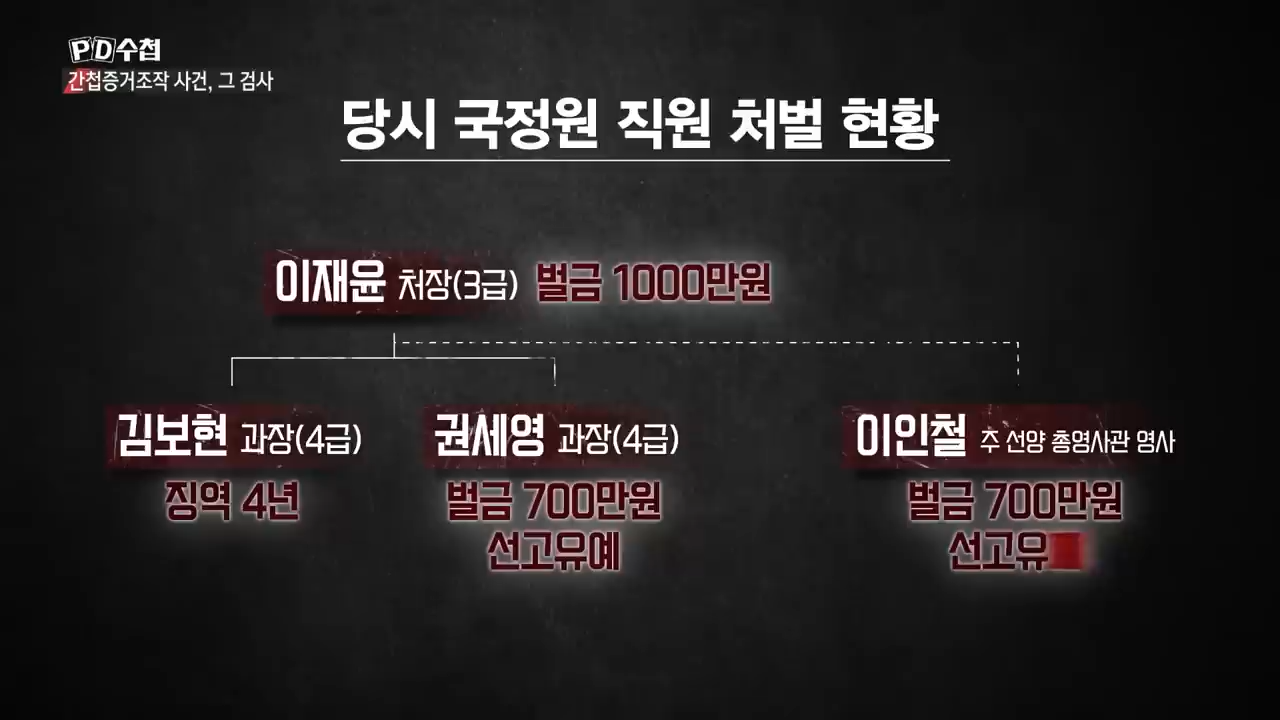 PD수첩
간첩증거조작 사건, 그 검사
당시 국정원 직원 처벌 현황
이재윤 처장(3급) 벌금 1000만원
김보현 과장(4급)
징역 4년
권세영 과장(4급)
벌금 700만원
선고유예
이인철 주 선양 총영사관 영사
벌금 700만원
선고유